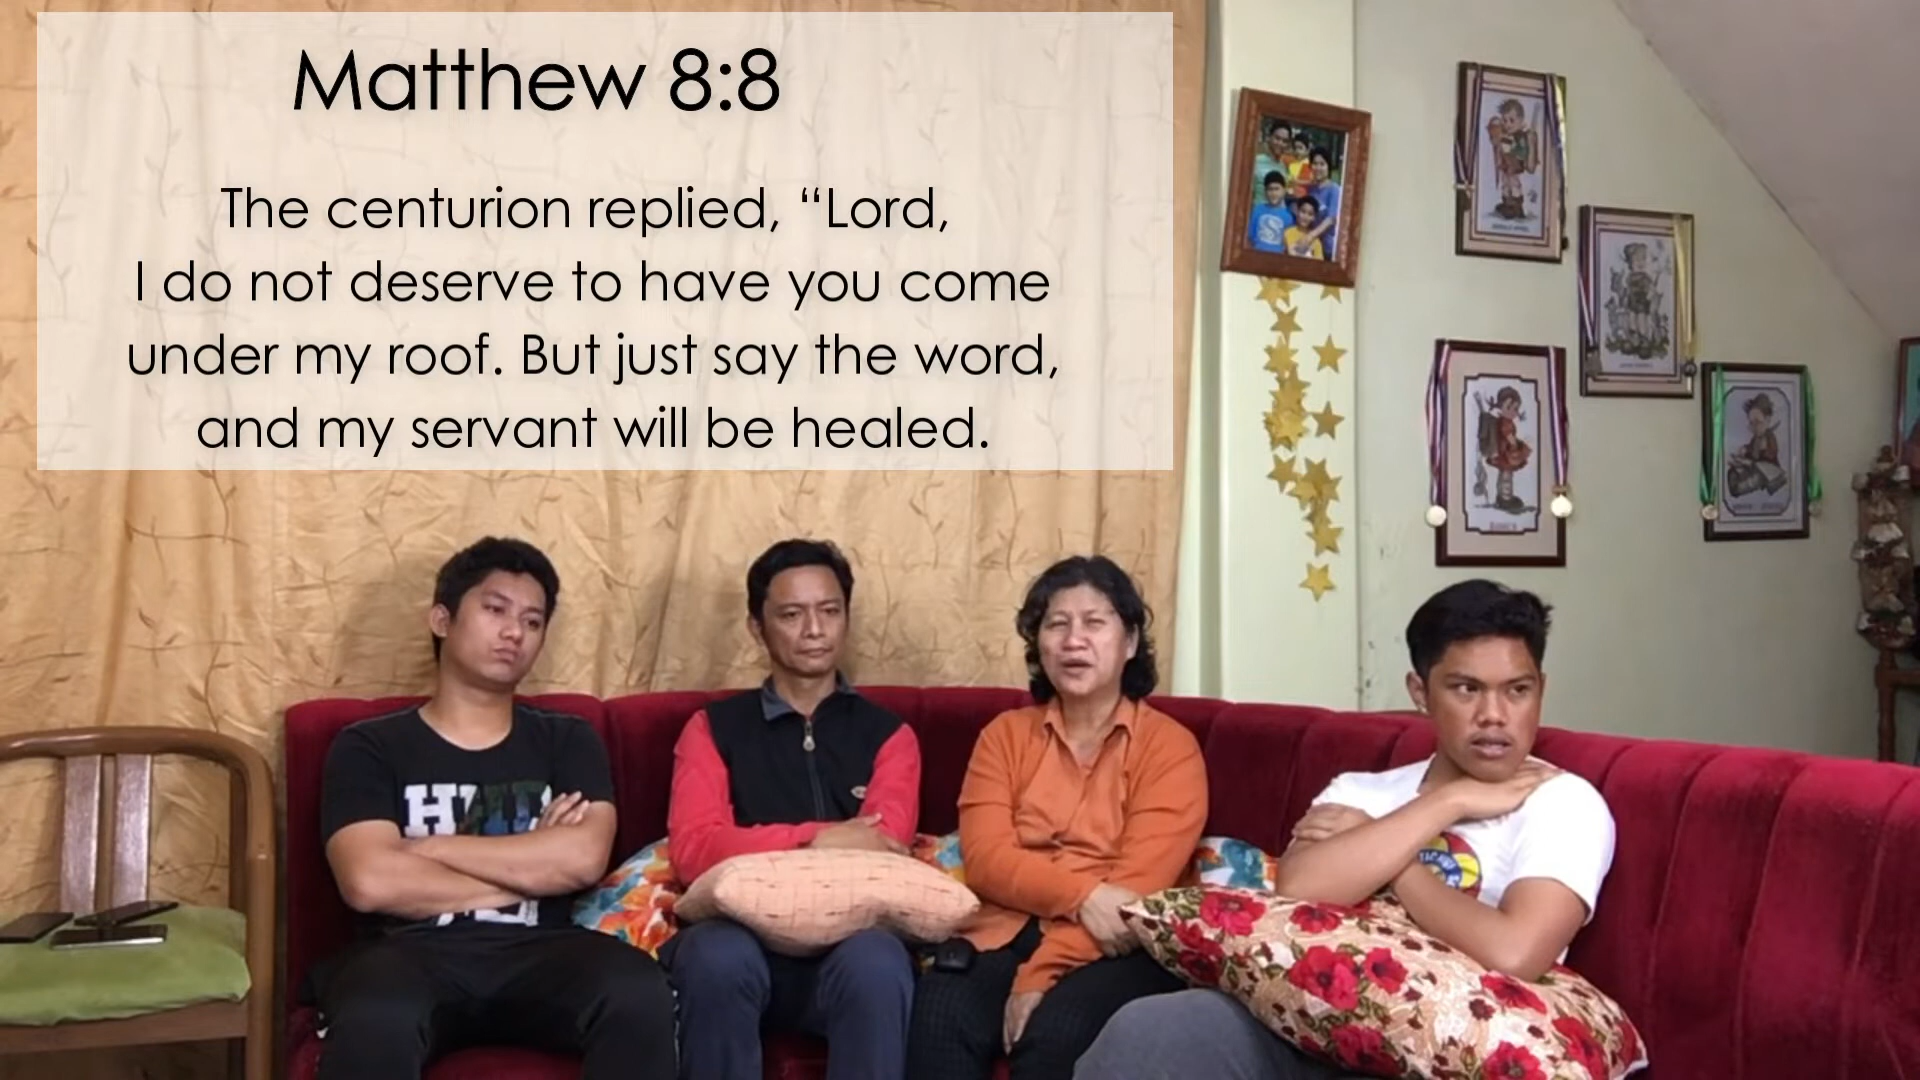 Matthew 8:8
The centurion replied, “Lord,
I do not deserve to have you come
under my roof. But just say the word,
and my servant will be healed.